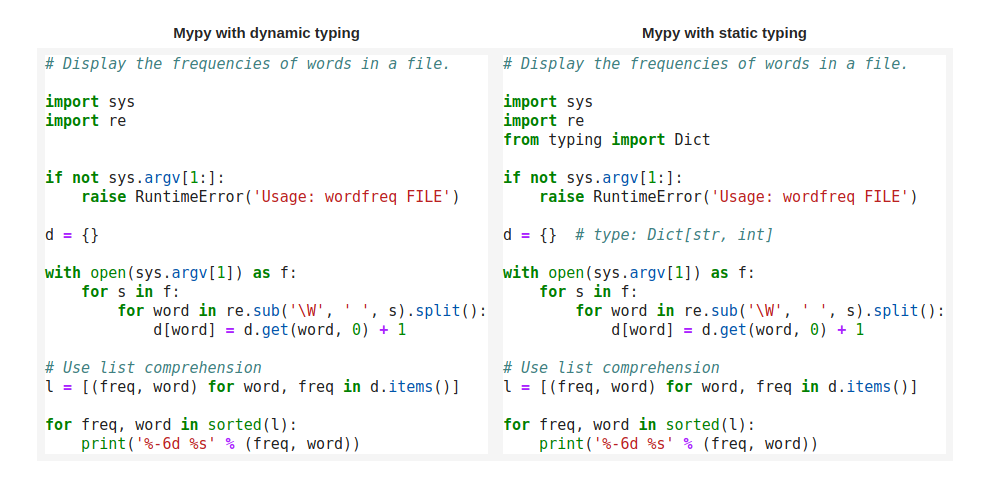 Mypy with dynamic typing
# Display the frequencies of words in a file.
import sys
import re
if not sys.argv[1:]:
    raise RuntimeError('Usage: wordfreq FILE')
d = {}
with open(sys.argv[1]) as f:
    for s in f:
        for word in re.sub('\W', ' ', s).split():
            d[word] = d.get(word, 0) + 1
# Use list comprehension
l = [(freq, word) for word, freq in d.items()]
for freq, word in sorted(l):
    print('%-6d %s' % (freq, word))
Mypy with static typing
# Display the frequencies of words in a file.
import sys
import re
from typing import Dict
if not sys.argv[1:]:
    raise RuntimeError('Usage: wordfreq FILE')
d = {}  # type: Dict[str, int]
with open(sys.argv[1]) as f:
    for s in f:
        for word in re.sub('\W', ' ', s).split():
            d[word] = d.get(word, 0) + 1
# Use list comprehension
l = [(freq, word) for word, freq in d.items()]
for freq, word in sorted(l):
    print('%-6d %s' % (freq, word))